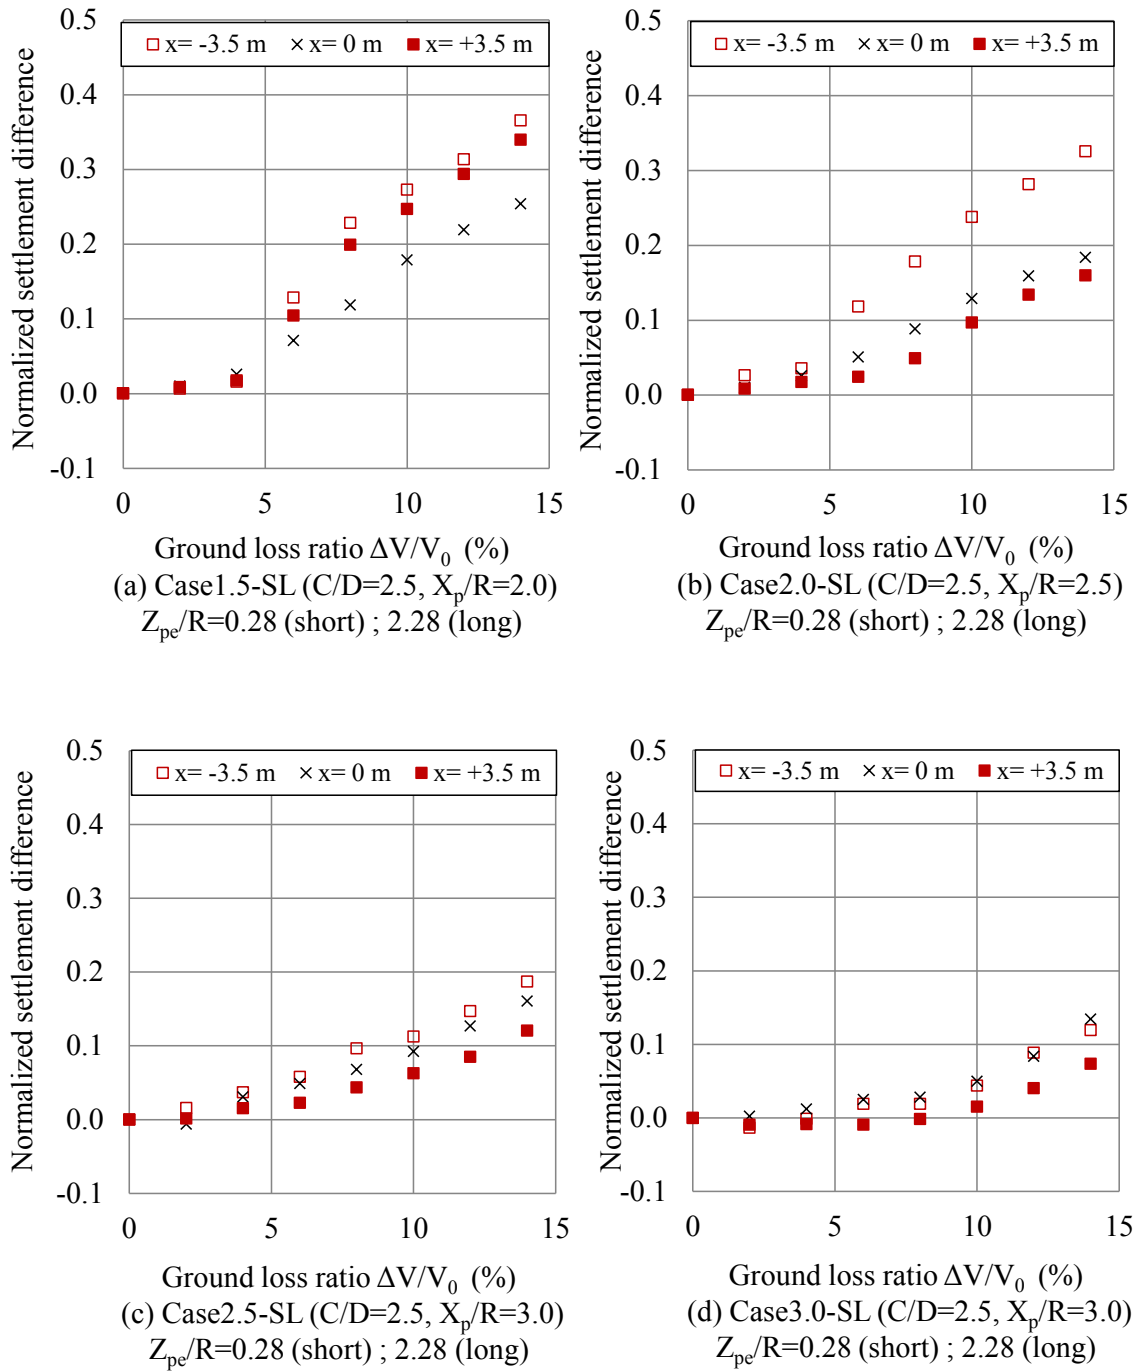 0.5
0.4
0.3
0.2
0.1
0.0
-0.1
Normalized settlement difference
x= -3.5 m x= 0 m x= +3.5 m
0 5 10 15
Ground loss ratio ΔV/V0 (%)
(a) Case1.5-SL (C/D=2.5, Xp/R=2.0)
Zpe/R=0.28 (short) ; 2.28 (long)
0.5
0.4
0.3
0.2
0.1
0.0
-0.1
Normalized settlement difference
x= -3.5 m x= 0 m x= +3.5 m
0 5 10 15
Ground loss ratio ΔV/V0 (%)
(b) Case2.0-SL (C/D=2.5, Xp/R=2.5)
Zpe/R=0.28 (short) ; 2.28 (long)
0.5
0.4
0.3
0.2
0.1
0.0
-0.1
Normalized settlement difference
x= -3.5 m x= 0 m x= +3.5 m
0 5 10 15
Ground loss ratio ΔV/V0 (%)
(c) Case2.5-SL (C/D=2.5, Xp/R=3.0)
Zpe/R=0.28 (short) ; 2.28 (long)
0.5
0.4
0.3
0.2
0.1
0.0
-0.1
Normalized settlement difference
x= -3.5 m x= 0 m x= +3.5 m
0 5 10 15
Ground loss ratio ΔV/V0 (%)
(d) Case3.0-SL (C/D=2.5, Xp/R=3.0)
Zpe/R=0.28 (short) ; 2.28 (long)